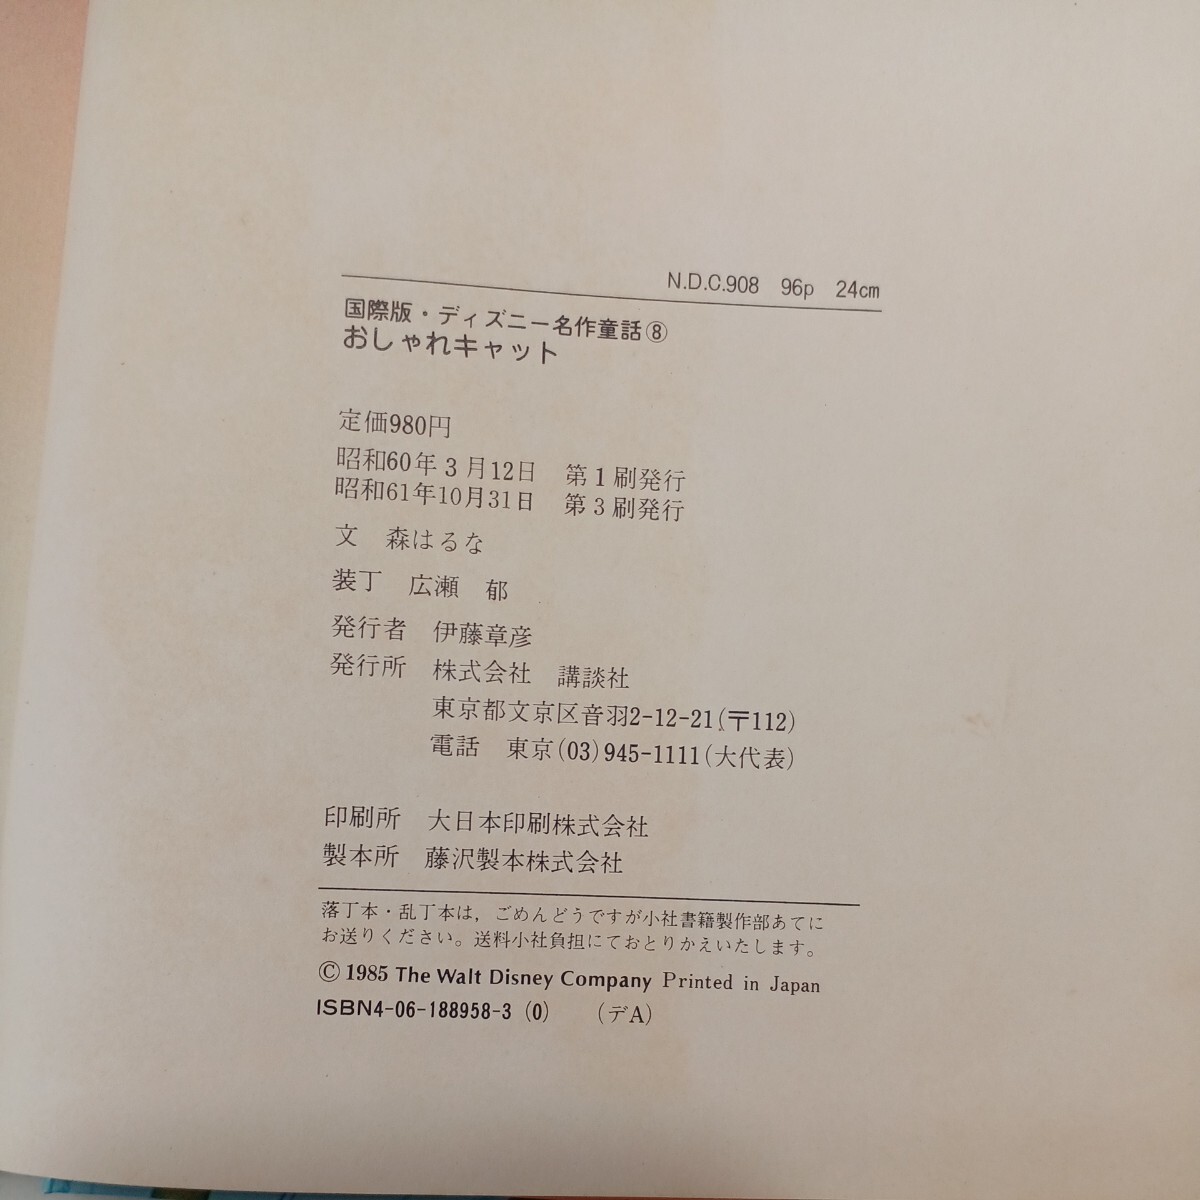 N.D.C.908 96p 24cm
国際版・ディズニー名作童話⑧
おしゃれキャット
定価980円
昭和60年3月12日 第1刷発行
昭和61年10月31日 第3刷発行
文 森はるな
装丁 広瀬 郁
発行者 伊藤章彦
発行所 株式会社 講談社
東京都文京区音羽2-12-21(〒112)
電話 東京(03)945-1111(大代表)
印刷所 大日本印刷株式会社
製本所 藤沢製本株式会社
落丁本・乱丁本は，ごめんどうですが小社書籍製作部あてに
お送りください。送料小社負担にておとりかえいたします。
© 1985 The Walt Disney Company Printed in Japan
ISBN4-06-188958-3 (0) (デA)